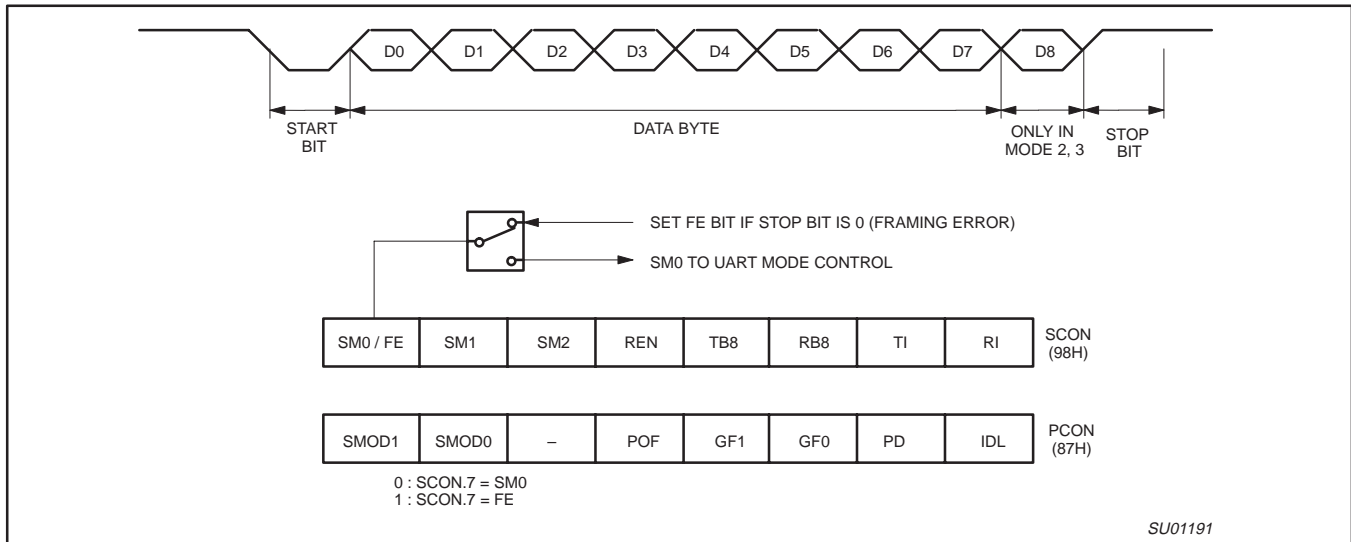 D0 D1 D2 D3 D4 D5 D6 D7 D8
START
BIT
DATA BYTE
ONLY IN
MODE 2, 3
STOP
BIT
SET FE BIT IF STOP BIT IS 0 (FRAMING ERROR)
SM0 TO UART MODE CONTROL
SM0 / FE SM1 SM2 REN TB8 RB8 TI RI
SCON
(98H)
SMOD1 SMOD0 – POF GF1 GF0 PD IDL
PCON
(87H)
0 : SCON.7 = SM0
1 : SCON.7 = FE
SU01191